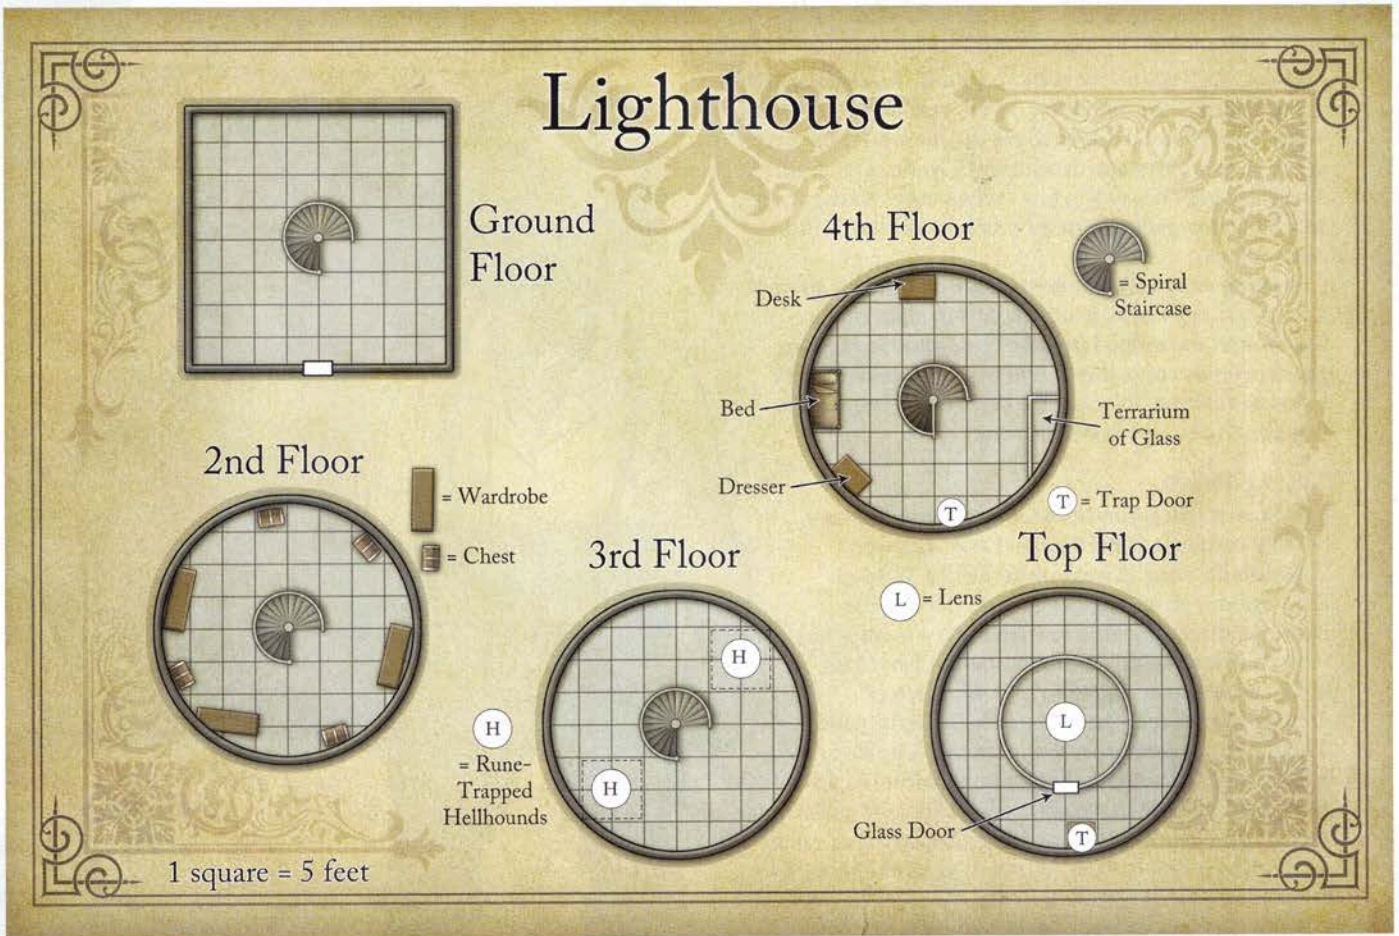 Lighthouse
Ground
Floor
4th Floor
= Spiral
Staircase
Desk
Bed
Terrarium
of Glass
Dresser
T
T = Trap Door
2nd Floor
= Wardrobe
= Chest
3rd Floor
Top Floor
L = Lens
H
H
H
= Rune-
Trapped
Hellhounds
L
Glass Door
T
1 square = 5 feet